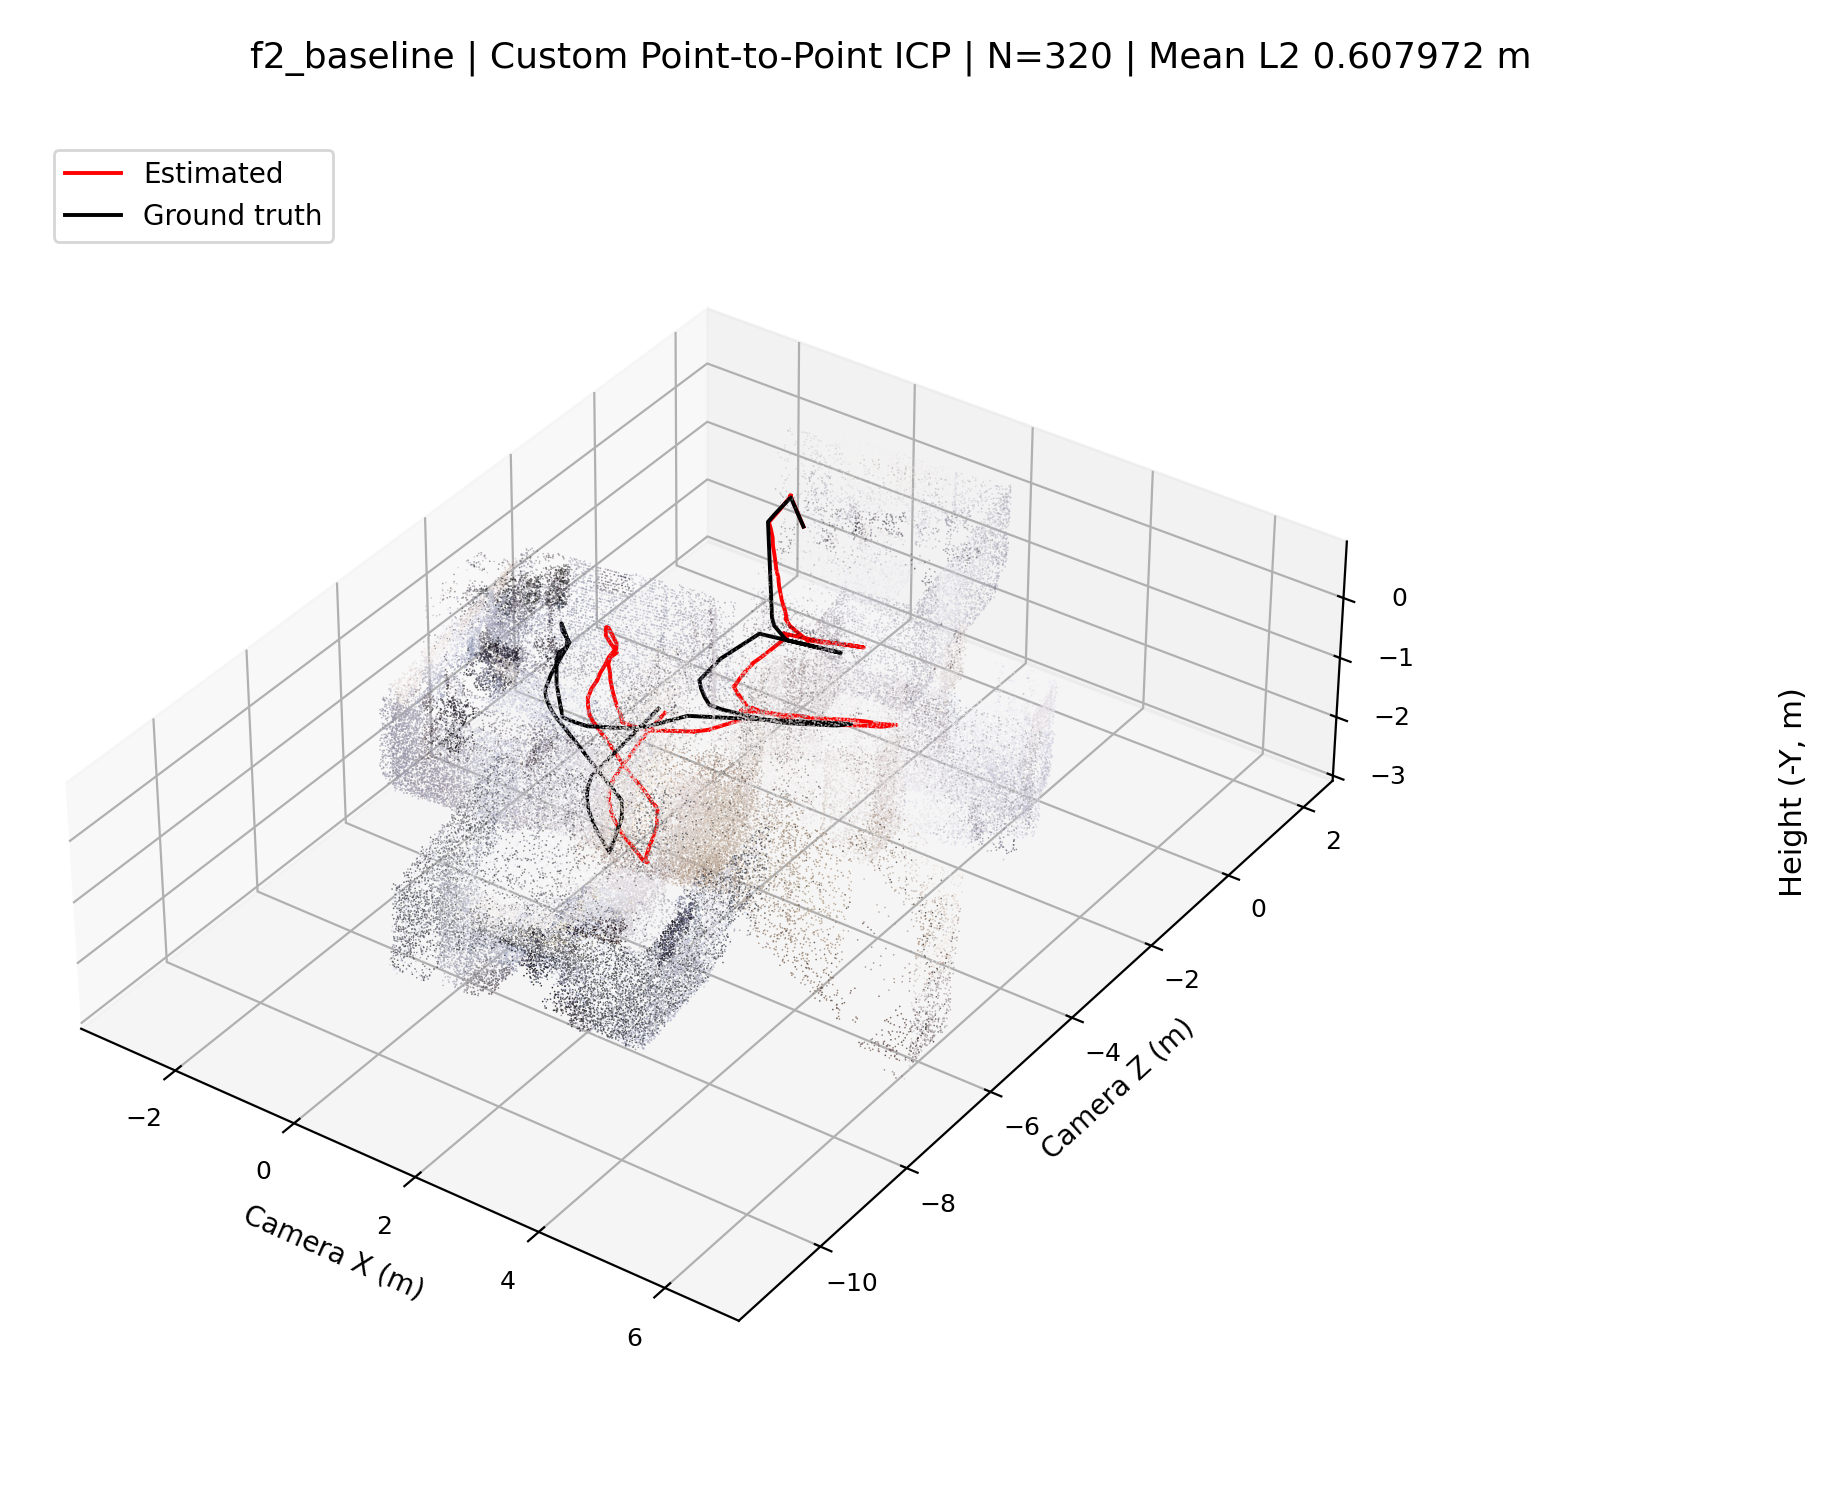 f2_baseline | Custom Point-to-Point ICP | N=320 | Mean L2 0.607972 m
Estimated
Ground truth
0
−1
−2
−3
Height (-Y, m)
2
0
−2
−4
−6
−8
−10
Camera Z (m)
−2
0
2
4
6
Camera X (m)